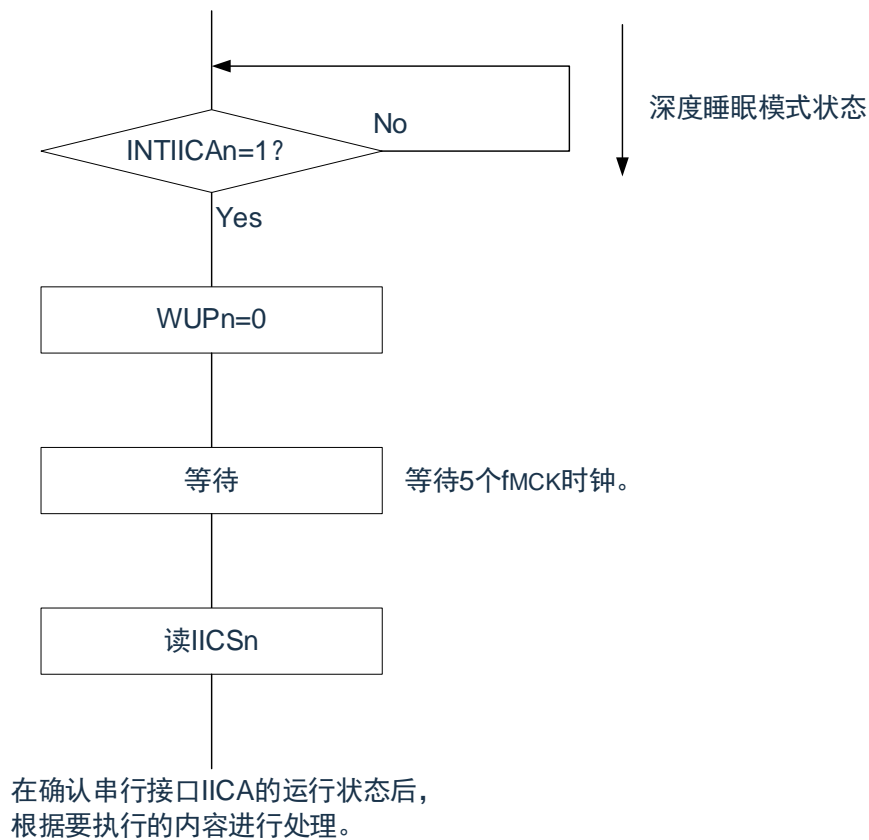 深度睡眠模式状态
No
INTIICAn=1?
Yes
WUPn=0
等待
等待5个fMCK时钟。
读IICSn
在确认串行接口IICA的运行状态后，
根据要执行的内容进行处理。